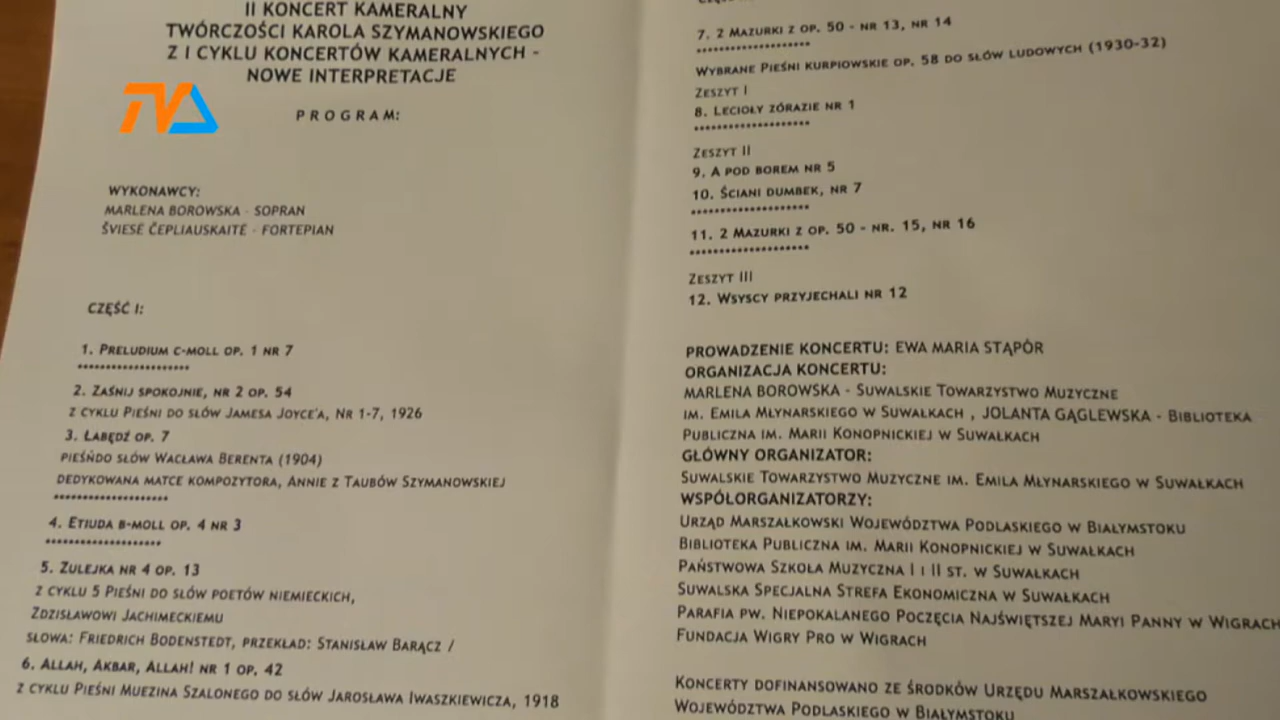 II KONCERT KAMERALNY
TWÓRCZOŚCI KAROLA SZYMANOWSKIEGO
Z I CYKLU KONCERTÓW KAMERALNYCH -
NOWE INTERPRETACJE
TVA
PROGRAM:
WYKONAWCY:
MARLENA BOROWSKA - SOPRAN
ŠVIESĖ ČEPLIAUSKAITĖ - FORTEPIAN
CZĘŚĆ I:
1. PRELUDIUM C-MOLL OP. 1 NR 7
********************
2. ZAŚNIJ SPOKOJNIE, NR 2 OP. 54
Z CYKLU PIEŚNI DO SŁÓW JAMESA JOYCE'A, NR 1-7, 1926
3. ŁABĘDŹ OP. 7
PIEŚŃDO SŁÓW WACŁAWA BERENTA (1904)
DEDYKOWANA MATCE KOMPOZYTORA, ANNIE Z TAUBÓW SZYMANOWSKIEJ
********************
4. ETIUDA B-MOLL OP. 4 NR 3
********************
5. ZULEJKA NR 4 OP. 13
Z CYKLU 5 PIEŚNI DO SŁÓW POETÓW NIEMIECKICH,
ZDZISŁAWOWI JACHIMECKIEMU
SŁOWA: FRIEDRICH BODENSTEDT, PRZEKŁAD: STANISŁAW BARĄCZ /
6. ALLAH, AKBAR, ALLAH! NR 1 OP. 42
Z CYKLU PIEŚNI MUEZINA SZALONEGO DO SŁÓW JAROSŁAWA IWASZKIEWICZA, 1918
7. 2 MAZURKI Z OP. 50 - NR 13, NR 14
********************
WYBRANE PIEŚNI KURPIOWSKIE OP. 58 DO SŁÓW LUDOWYCH (1930-32)
ZESZYT I
8. LECIOŁY ZÓRAZIE NR 1
********************
ZESZYT II
9. A POD BOREM NR 5
10. ŚCIANI DUMBEK, NR 7
********************
11. 2 MAZURKI Z OP. 50 - NR. 15, NR 16
********************
ZESZYT III
12. WSYSCY PRZYJECHALI NR 12
PROWADZENIE KONCERTU: EWA MARIA STĄPÓR
ORGANIZACJA KONCERTU:
MARLENA BOROWSKA - SUWALSKIE TOWARZYSTWO MUZYCZNE
IM. EMILA MŁYNARSKIEGO W SUWAŁKACH , JOLANTA GĄGLEWSKA - BIBLIOTEKA
PUBLICZNA IM. MARII KONOPNICKIEJ W SUWAŁKACH
GŁÓWNY ORGANIZATOR:
SUWALSKIE TOWARZYSTWO MUZYCZNE IM. EMILA MŁYNARSKIEGO W SUWAŁKACH
WSPÓŁORGANIZATORZY:
URZĄD MARSZAŁKOWSKI WOJEWÓDZTWA PODLASKIEGO W BIAŁYMSTOKU
BIBLIOTEKA PUBLICZNA IM. MARII KONOPNICKIEJ W SUWAŁKACH
PAŃSTWOWA SZKOŁA MUZYCZNA I I II ST. W SUWAŁKACH
SUWALSKA SPECJALNA STREFA EKONOMICZNA W SUWAŁKACH
PARAFIA PW. NIEPOKALANEGO POCZĘCIA NAJŚWIĘTSZEJ MARYI PANNY W WIGRACH
FUNDACJA WIGRY PRO W WIGRACH
KONCERTY DOFINANSOWANO ZE ŚRODKÓW URZĘDU MARSZAŁKOWSKIEGO
WOJEWÓDZTWA PODLASKIEGO W BIAŁYMSTOKU